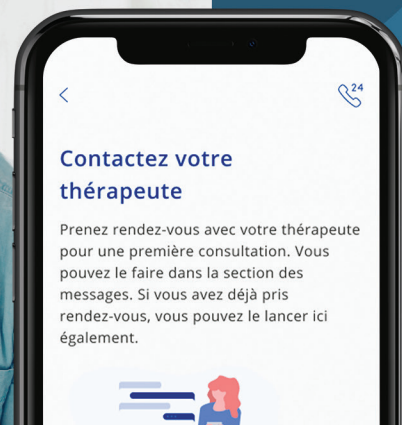 24
Contactez votre
thérapeute
Prenez rendez-vous avec votre thérapeute
pour une première consultation. Vous
pouvez le faire dans la section des
messages. Si vous avez déjà pris
rendez-vous, vous pouvez le lancer ici
également.